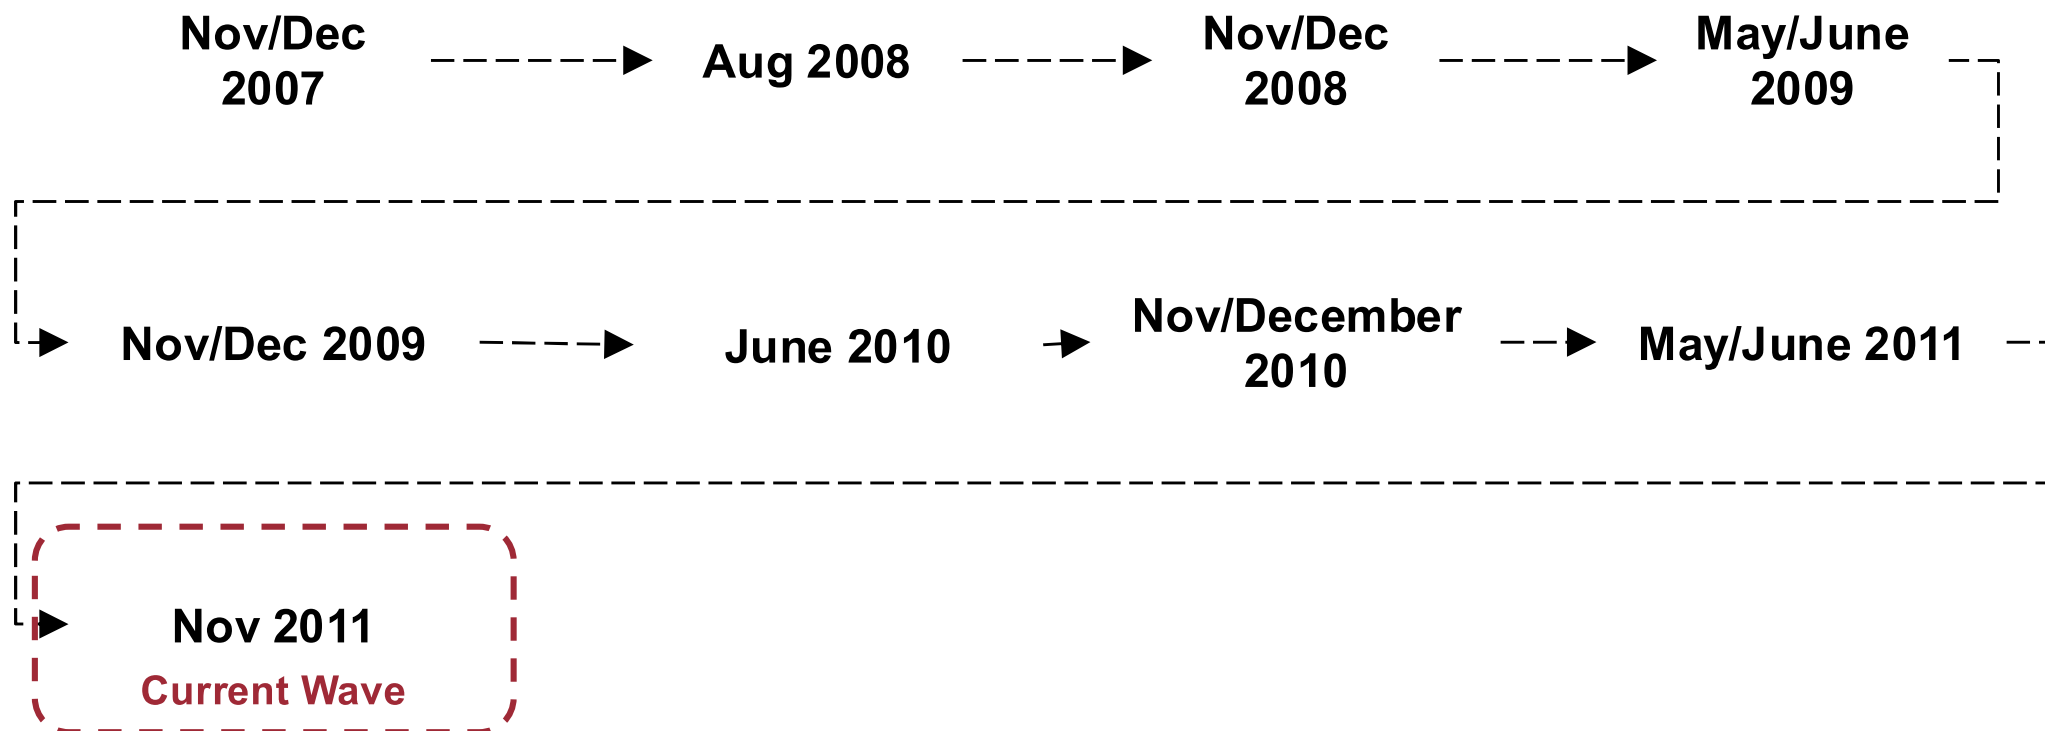 Nov/Dec
2007
Aug 2008
Nov/Dec
2008
May/June
2009
Nov/Dec 2009
June 2010
Nov/December
2010
May/June 2011
Nov 2011
Current Wave